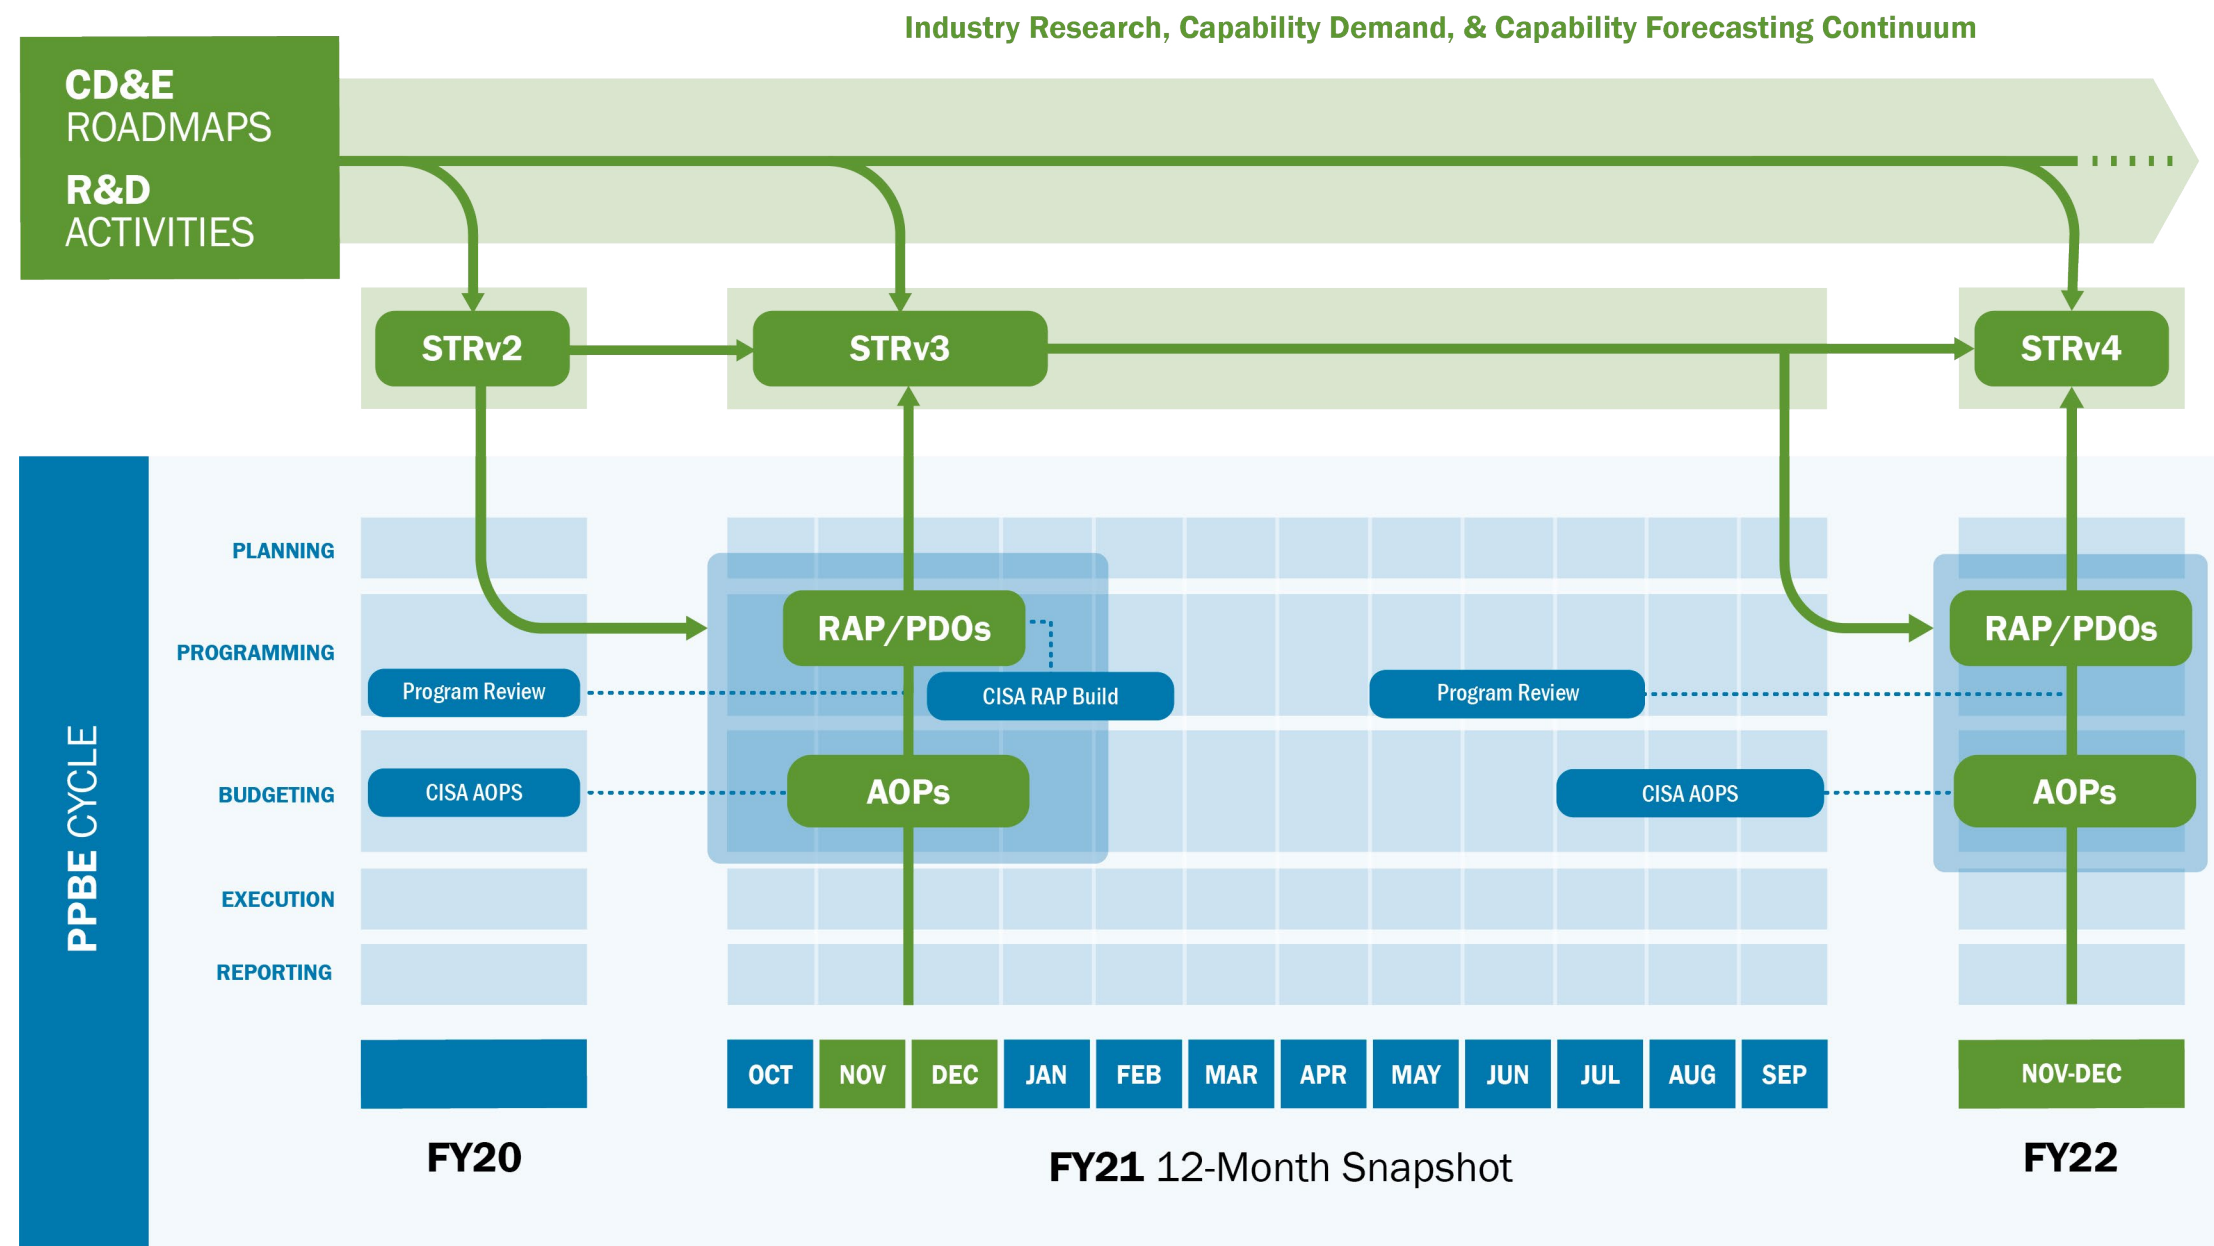 Industry Research, Capability Demand, & Capability Forecasting Continuum
CD&E
ROADMAPS
R&D
ACTIVITIES
STRv2
STRv3
STRv4
PPBE CYCLE
PLANNING
PROGRAMMING
RAP/PDOs
RAP/PDOs
Program Review
CISA RAP Build
Program Review
BUDGETING
CISA AOPS
AOPs
CISA AOPS
AOPs
EXECUTION
REPORTING
OCT
NOV
DEC
JAN
FEB
MAR
APR
MAY
JUN
JUL
AUG
SEP
NOV-DEC
FY20
FY21 12-Month Snapshot
FY22